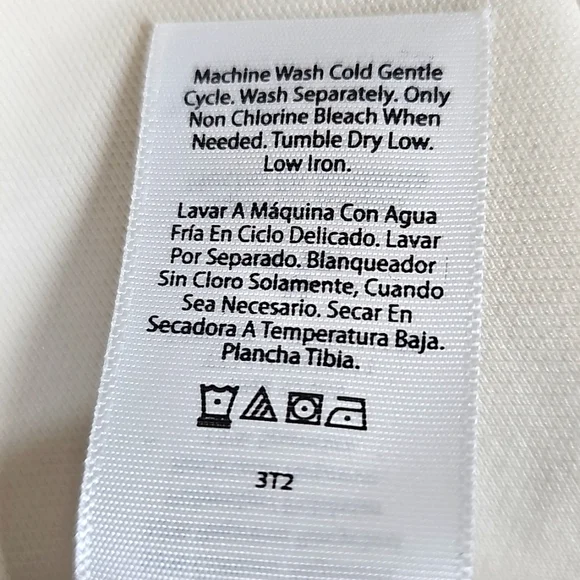 Machine Wash Cold Gentle
Cycle. Wash Separately. Only
Non Chlorine Bleach When
Needed. Tumble Dry Low.
Low Iron.
Lavar A Máquina Con Agua
Fría En Ciclo Delicado. Lavar
Por Separado. Blanqueador
Sin Cloro Solamente, Cuando
Sea Necesario. Secar En
Secadora A Temperatura Baja.
Plancha Tibia.
3T2